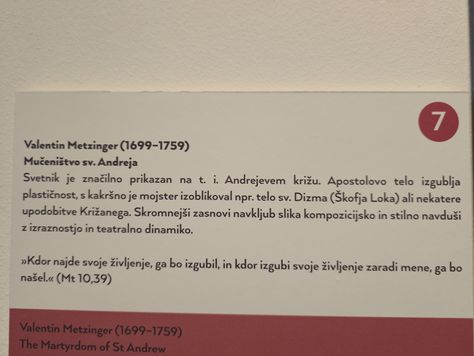 7
Valentin Metzinger (1699–1759)
Mučeništvo sv. Andreja
Svetnik je značilno prikazan na t. i. Andrejevem križu. Apostolovo telo izgublja
plastičnost, s kakršno je mojster izoblikoval npr. telo sv. Dizma (Škofja Loka) ali nekatere
upodobitve Križanega. Skromnejši zasnovi navkljub slika kompozicijsko in stilno navduši
z izraznostjo in teatralno dinamiko.
»Kdor najde svoje življenje, ga bo izgubil, in kdor izgubi svoje življenje zaradi mene, ga bo
našel.« (Mt 10,39)
Valentin Metzinger (1699–1759)
The Martyrdom of St Andrew